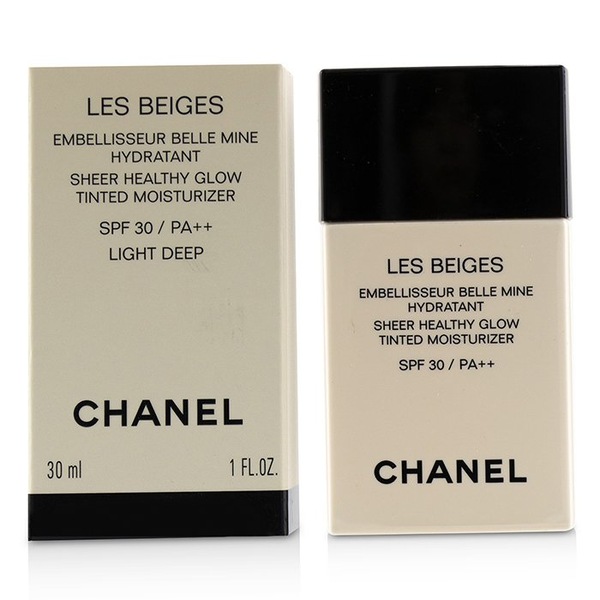 LES BEIGES
EMBELLISSEUR BELLE MINE
HYDRATANT
SHEER HEALTHY GLOW
TINTED MOISTURIZER
SPF 30 / PA++
LIGHT DEEP
CHANEL
30 ml 1 FL.OZ.
LES BEIGES
EMBELLISSEUR BELLE MINE
HYDRATANT
SHEER HEALTHY GLOW
TINTED MOISTURIZER
SPF 30 / PA++
CHANEL